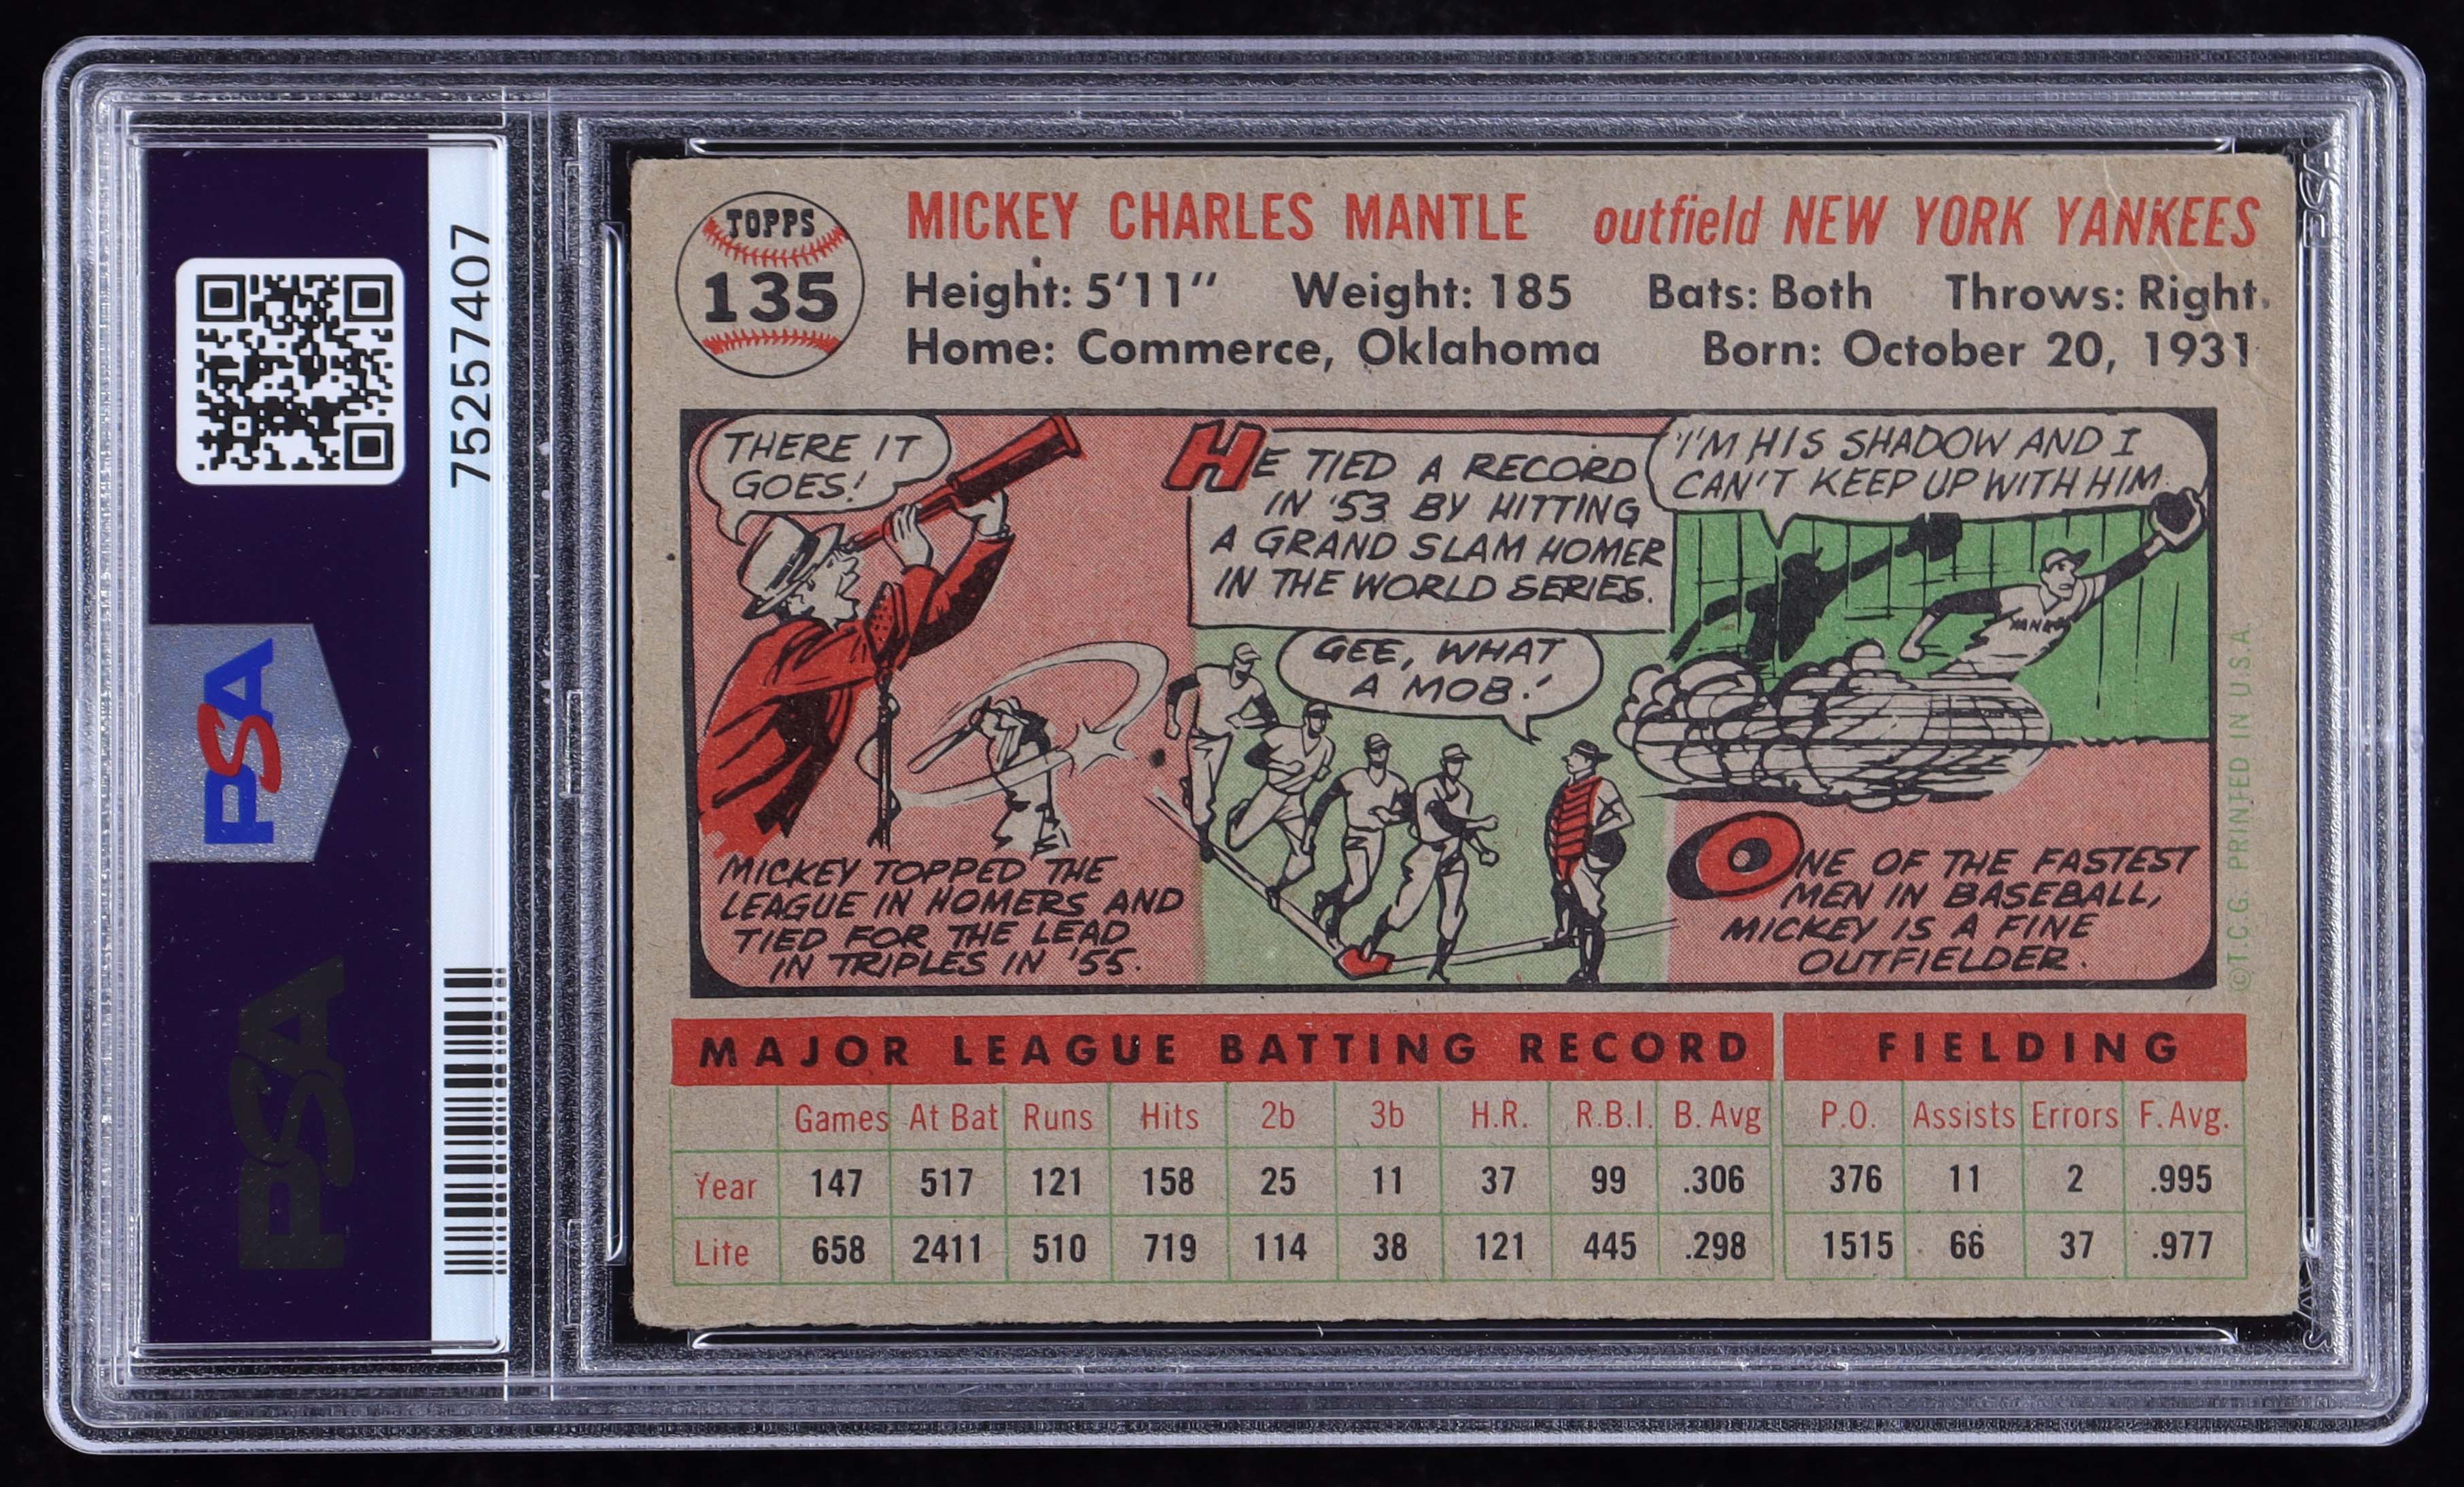 TOPPS
135
MICKEY CHARLES MANTLE outfield NEW YORK YANKEES
Height: 5'11" Weight: 185 Bats: Both Throws: Right
Home: Commerce, Oklahoma Born: October 20, 1931
THERE IT
GOES!
MICKEY TOPPED THE
LEAGUE IN HOMERS AND
TIED FOR THE LEAD
IN TRIPLES IN '55.
HE TIED A RECORD
IN '53 BY HITTING
A GRAND SLAM HOMER
IN THE WORLD SERIES.
GEE, WHAT
A MOB!
I'M HIS SHADOW AND I
CAN'T KEEP UP WITH HIM.
ONE OF THE FASTEST
MEN IN BASEBALL,
MICKEY IS A FINE
OUTFIELDER.
©T.C.G. PRINTED IN U.S.A.
MAJOR LEAGUE BATTING RECORD FIELDING
Games At Bat Runs Hits 2b 3b H.R. R.B.I. B. Avg P.O. Assists Errors F. Avg.
Year 147 517 121 158 25 11 37 99 .306 376 11 2 .995
Life 658 2411 510 719 114 38 121 445 .298 1515 66 37 .977
75257407
PSA
PSA
PSA